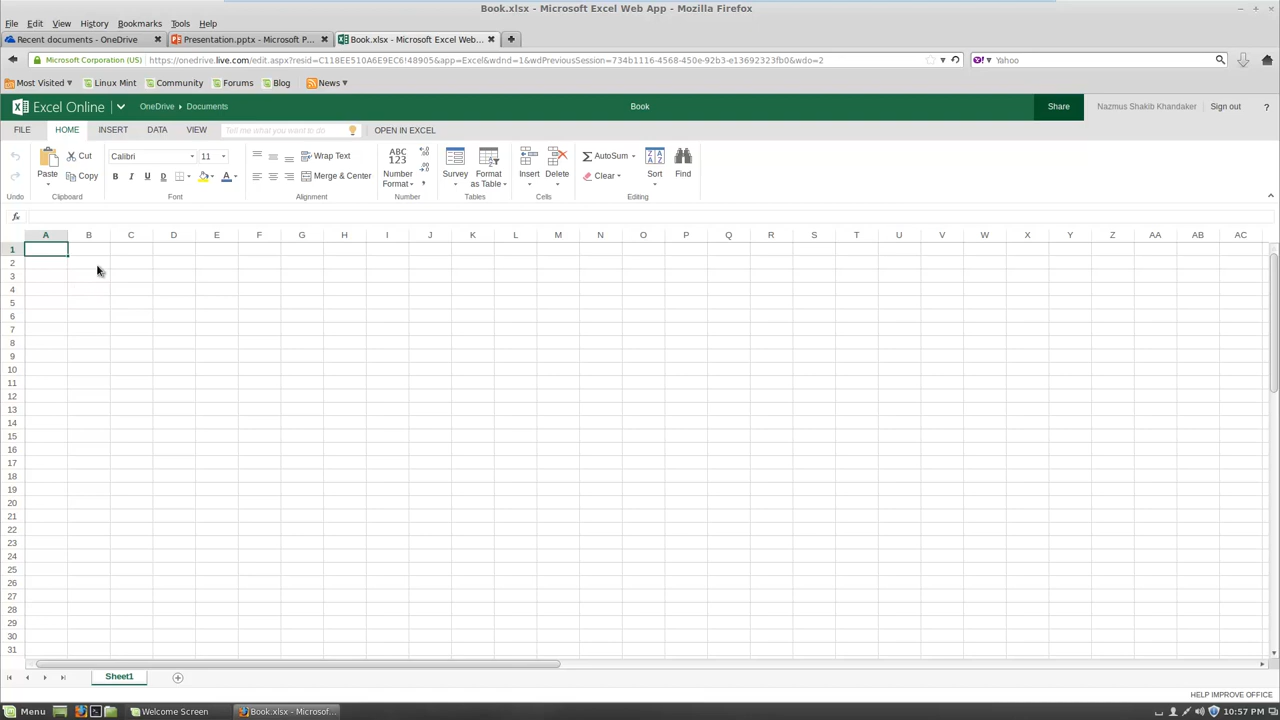 Book.xlsx - Microsoft Excel Web App - Mozilla Firefox
File Edit View History Bookmarks Tools Help
Recent documents - OneDrive Presentation.pptx - Microsoft P... Book.xlsx - Microsoft Excel Web...
Microsoft Corporation (US) https://onedrive.live.com/edit.aspx?resid=C118EE510A6E9EC6!48905&app=Excel&wdnd=1&wdPreviousSession=734b1116-4568-450e-92b3-e13692323fb0&wdo=2 Yahoo
Most Visited Linux Mint Community Forums Blog News
Excel Online OneDrive Documents Book Share Nazmus Shakib Khandaker Sign out ?
FILE HOME INSERT DATA VIEW Tell me what you want to do OPEN IN EXCEL
Cut Calibri 11 Wrap Text ABC 123 AutoSum
Paste Copy B I U D A Merge & Center Number Format Survey Format as Table Insert Delete Clear Sort Find
Undo Clipboard Font Alignment Number Tables Cells Editing
fx
A B C D E F G H I J K L M N O P Q R S T U V W X Y Z AA AB AC
1
2
3
4
5
6
7
8
9
10
11
12
13
14
15
16
17
18
19
20
21
22
23
24
25
26
27
28
29
30
31
Sheet1
HELP IMPROVE OFFICE
Menu Welcome Screen Book.xlsx - Microsof... 10:57 PM